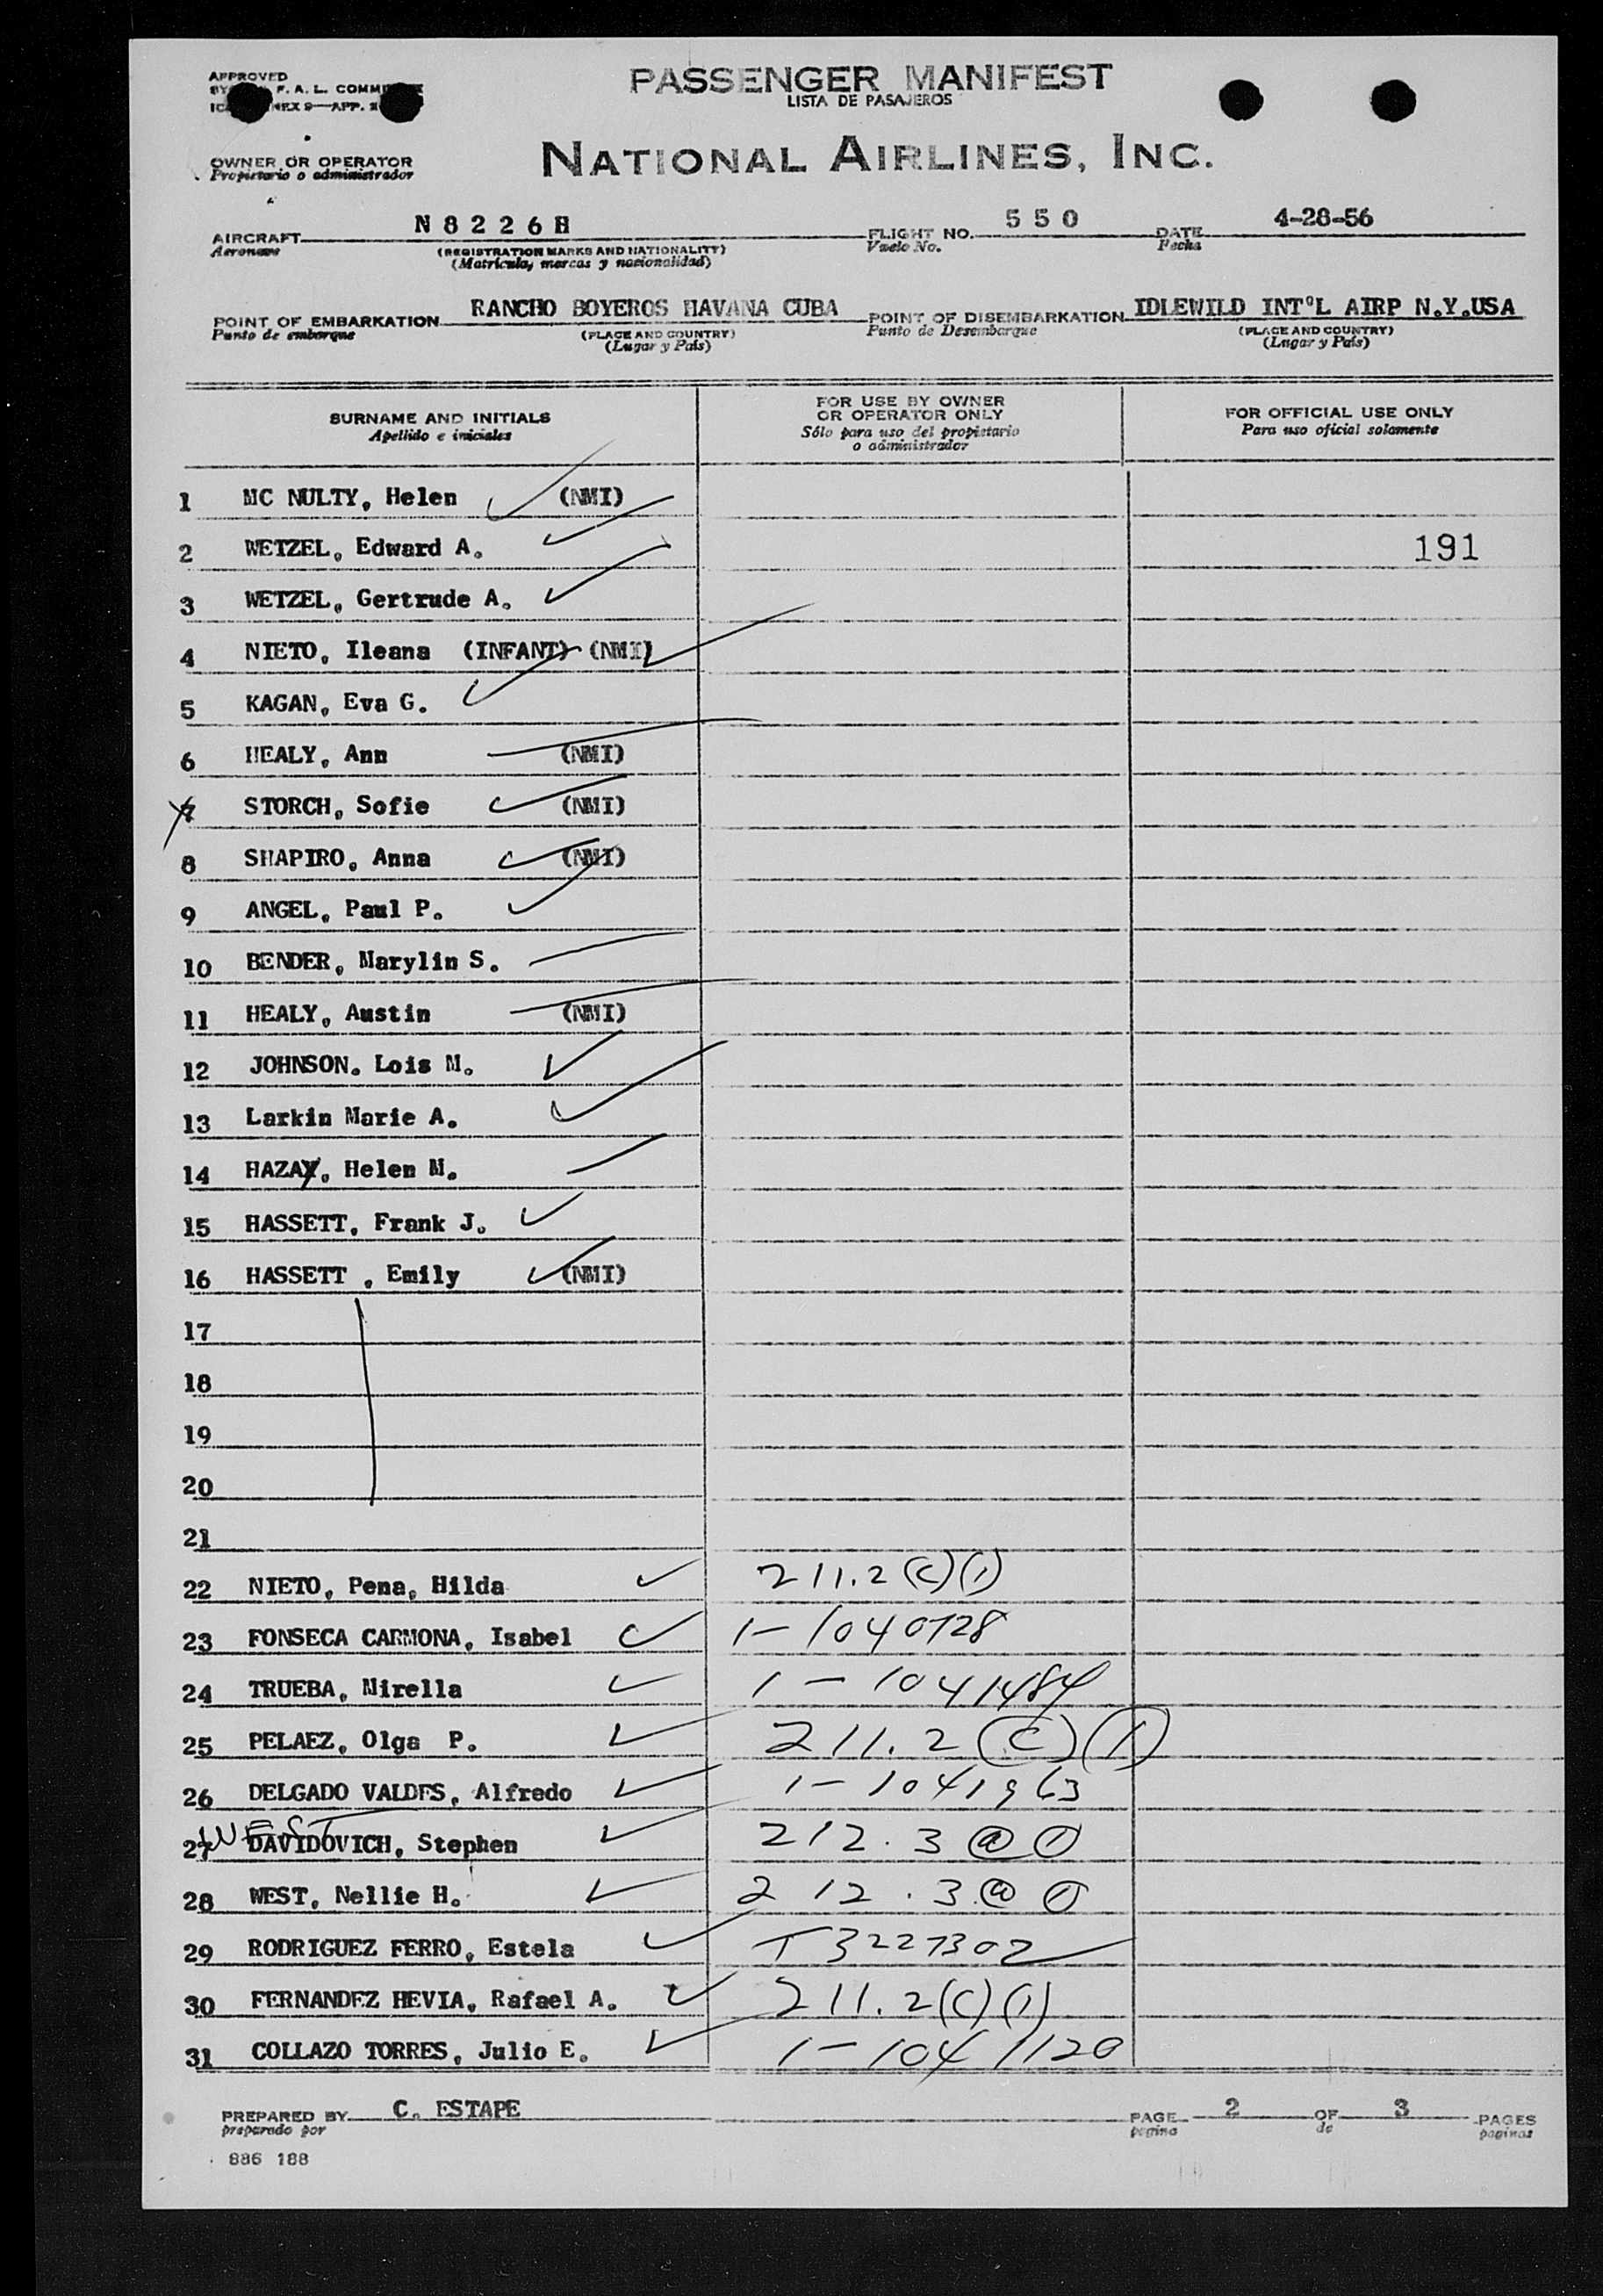 APPROVED
PASSENGER MANIFEST
F. A. L.
LISTA DE PASAJEROS
OWNER OR OPERATOR
Propietario o administrador
NATIONAL AIRLINES, INC.
AIRCRAFT N8226H FLIGHT NO. 550 DATE 4-28-56
Aeronave (REGISTRATION MARKS AND NATIONALITY) Vuelo No. Fecha
(Matricula, marcas y nacionalidad)
POINT OF EMBARKATION RANCHO BOYEROS HAVANA CUBA POINT OF DISEMBARKATION IDLEWILD INT'L AIRP N.Y.USA
Punto de embarque (PLACE AND COUNTRY) Punto de Desembarque (PLACE AND COUNTRY)
(Lugar y País) (Lugar y País)
SURNAME AND INITIALS FOR USE BY OWNER OR OPERATOR ONLY FOR OFFICIAL USE ONLY
Apellido e iniciales Sólo para uso del propietario o administrador Para uso oficial solamente
1 MC NULTY, Helen (NMI)
2 WETZEL, Edward A. 191
3 WETZEL, Gertrude A.
4 NIETO, Ileana (INFANT) (NMI)
5 KAGAN, Eva G.
6 HEALY, Ann (NMI)
7 STORCH, Sofie (NMI)
8 SHAPIRO, Anna (NMI)
9 ANGEL, Paul P.
10 BENDER, Marylin S.
11 HEALY, Austin (NMI)
12 JOHNSON. Lois M.
13 Larkin Marie A.
14 HAZAY, Helen M.
15 HASSETT, Frank J.
16 HASSETT , Emily (NMI)
17
18
19
20
21
22 NIETO, Pena, Hilda 211.2(c)(1)
23 FONSECA CARMONA, Isabel 1-1040728
24 TRUEBA, Mirella 1-1041484
25 PELAEZ, Olga P. 211.2(c)(1)
26 DELGADO VALDES, Alfredo 1-1041963
WEST
27 DAVIDOVICH, Stephen 212.3(a)(1)
28 WEST, Nellie H. 212.3(a)(1)
29 RODRIGUEZ FERRO, Estela T3227302
30 FERNANDEZ HEVIA, Rafael A. 211.2(c)(1)
31 COLLAZO TORRES, Julio E. 1-1041120
PREPARED BY C. ESTAPE PAGE 2 OF 3 PAGES
preparado por pagina de paginas
886 188